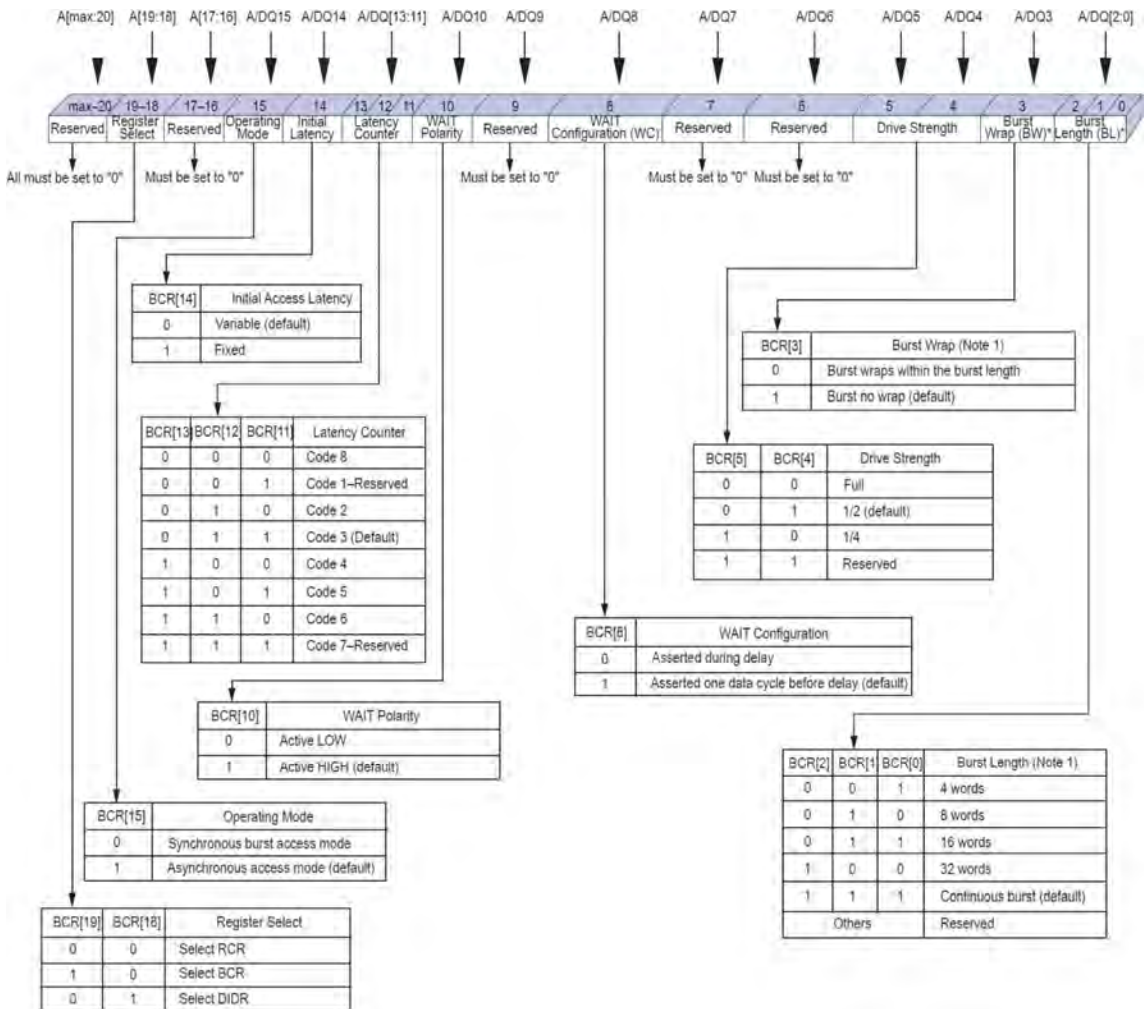 A[max:20] A[19:18] A[17:16] A/DQ15 A/DQ14 A/DQ[13:11] A/DQ10 A/DQ9 A/DQ8 A/DQ7 A/DQ6 A/DQ5 A/DQ4 A/DQ3 A/DQ[2:0]
max–20 19–18 17–16 15 14 13 12 11 10 9 8 7 6 5 4 3 2 1 0
Reserved Register Select Reserved Operating Mode Initial Latency Latency Counter WAIT Polarity Reserved WAIT Configuration (WC) Reserved Reserved Drive Strength Burst Wrap (BW)* Burst Length (BL)*
All must be set to "0" Must be set to "0" Must be set to "0" Must be set to "0" Must be set to "0"
BCR[14] Initial Access Latency
0 Variable (default)
1 Fixed
BCR[3] Burst Wrap (Note 1)
0 Burst wraps within the burst length
1 Burst no wrap (default)
BCR[13] BCR[12] BCR[11] Latency Counter
0 0 0 Code 8
0 0 1 Code 1–Reserved
0 1 0 Code 2
0 1 1 Code 3 (Default)
1 0 0 Code 4
1 0 1 Code 5
1 1 0 Code 6
1 1 1 Code 7–Reserved
BCR[5] BCR[4] Drive Strength
0 0 Full
0 1 1/2 (default)
1 0 1/4
1 1 Reserved
BCR[8] WAIT Configuration
0 Asserted during delay
1 Asserted one data cycle before delay (default)
BCR[10] WAIT Polarity
0 Active LOW
1 Active HIGH (default)
BCR[2] BCR[1 BCR[0] Burst Length (Note 1)
0 0 1 4 words
0 1 0 8 words
0 1 1 16 words
1 0 0 32 words
1 1 1 Continuous burst (default)
Others Reserved
BCR[15] Operating Mode
0 Synchronous burst access mode
1 Asynchronous access mode (default)
BCR[19] BCR[18] Register Select
0 0 Select RCR
1 0 Select BCR
0 1 Select DIDR